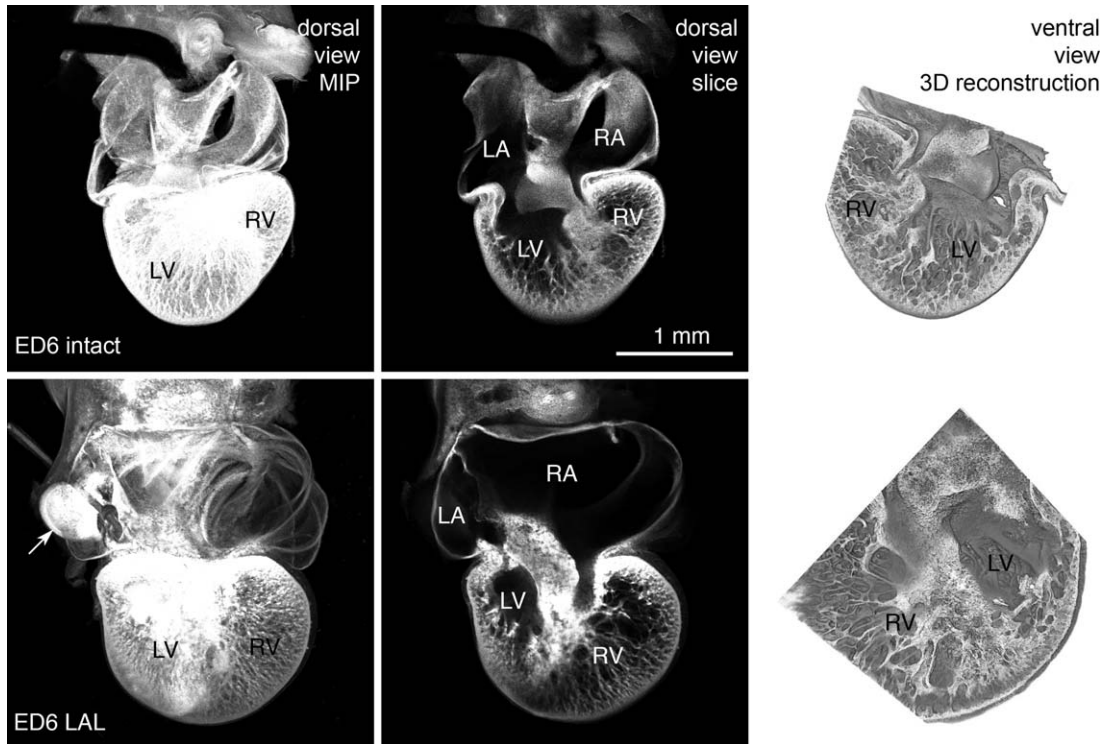 dorsal
view
MIP
RV
LV
ED6 intact
dorsal
view
slice
LA
RA
RV
LV
1 mm
ventral
view
3D reconstruction
RV
LV
LV
RV
ED6 LAL
RA
LA
LV
RV
LV
RV